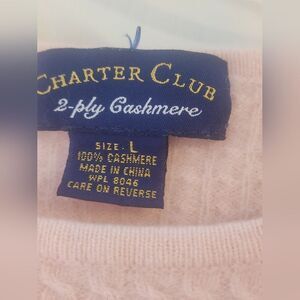 CHARTER CLUB
2-ply Cashmere
SIZE - L
100% CASHMERE
MADE IN CHINA
WPL 8046
CARE ON REVERSE